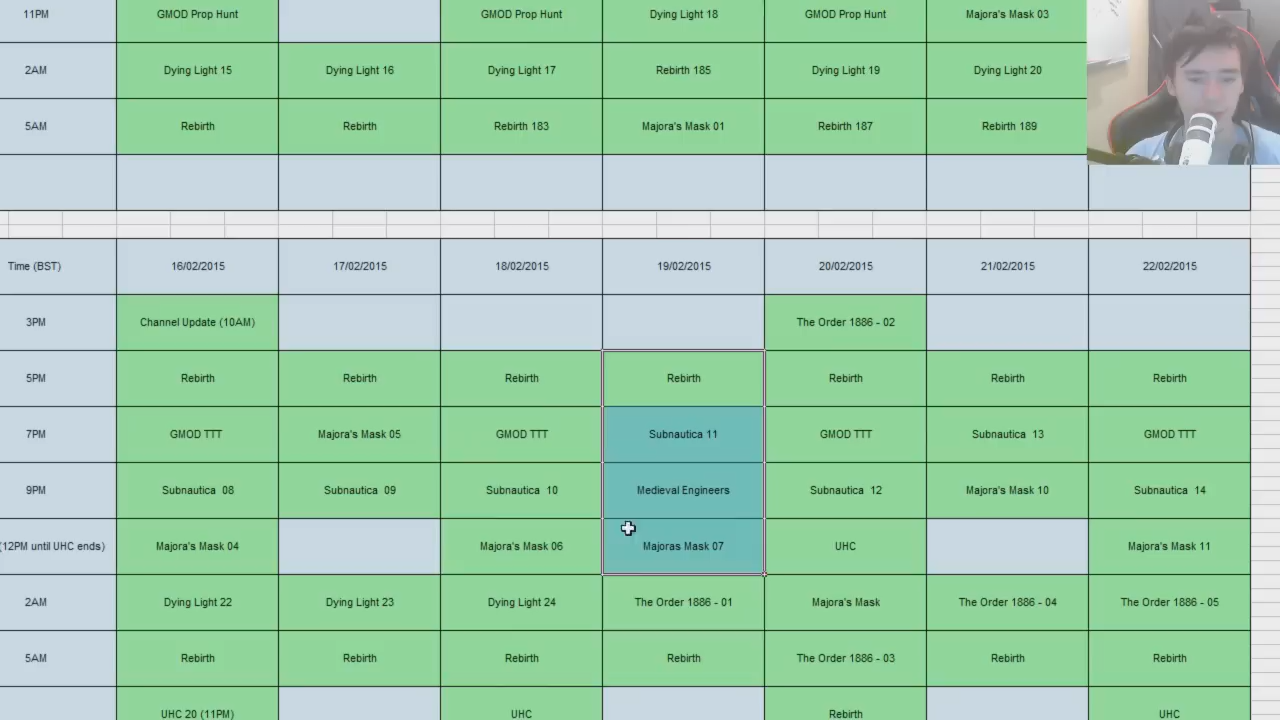 11PM GMOD Prop Hunt GMOD Prop Hunt Dying Light 18 GMOD Prop Hunt Majora's Mask 03
2AM Dying Light 15 Dying Light 16 Dying Light 17 Rebirth 185 Dying Light 19 Dying Light 20
5AM Rebirth Rebirth Rebirth 183 Majora's Mask 01 Rebirth 187 Rebirth 189
Time (BST) 16/02/2015 17/02/2015 18/02/2015 19/02/2015 20/02/2015 21/02/2015 22/02/2015
3PM Channel Update (10AM) The Order 1886 - 02
5PM Rebirth Rebirth Rebirth Rebirth Rebirth Rebirth Rebirth
7PM GMOD TTT Majora's Mask 05 GMOD TTT Subnautica 11 GMOD TTT Subnautica 13 GMOD TTT
9PM Subnautica 08 Subnautica 09 Subnautica 10 Medieval Engineers Subnautica 12 Majora's Mask 10 Subnautica 14
(12PM until UHC ends) Majora's Mask 04 Majora's Mask 06 Majoras Mask 07 UHC Majora's Mask 11
2AM Dying Light 22 Dying Light 23 Dying Light 24 The Order 1886 - 01 Majora's Mask The Order 1886 - 04 The Order 1886 - 05
5AM Rebirth Rebirth Rebirth Rebirth The Order 1886 - 03 Rebirth Rebirth
UHC 20 (11PM) UHC Rebirth UHC